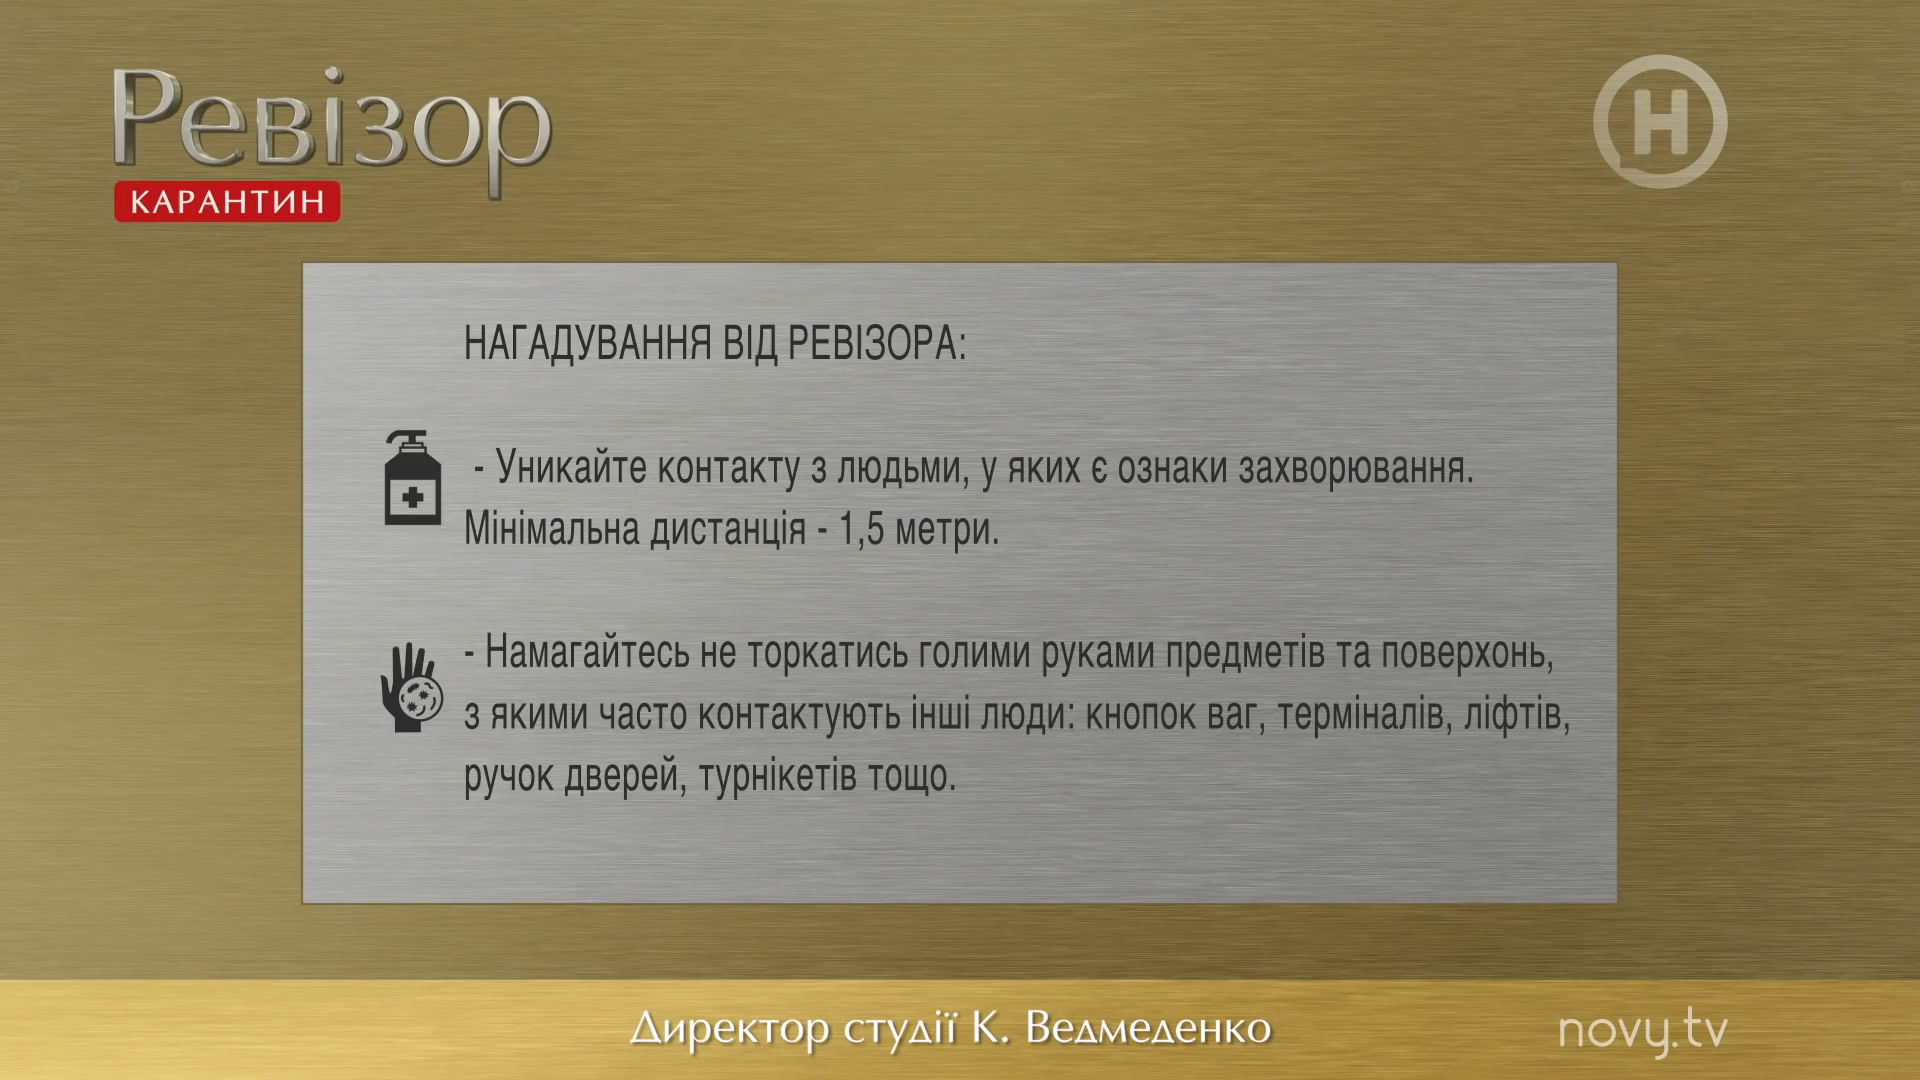 Ревізор
КАРАНТИН
Н
НАГАДУВАННЯ ВІД РЕВІЗОРА:
- Уникайте контакту з людьми, у яких є ознаки захворювання.
Мінімальна дистанція - 1,5 метри.
- Намагайтесь не торкатись голими руками предметів та поверхонь,
з якими часто контактують інші люди: кнопок ваг, терміналів, ліфтів,
ручок дверей, турнікетів тощо.
Директор студії К. Ведмеденко
novy.tv